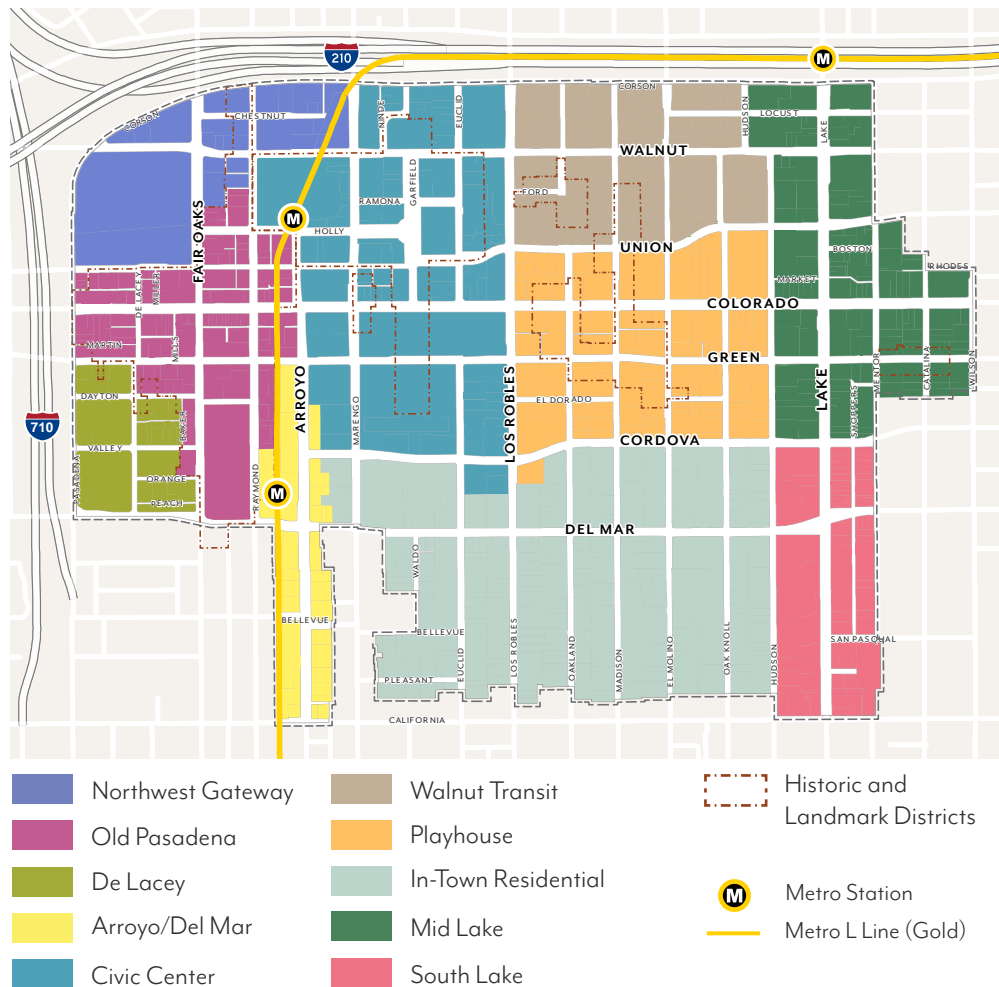 210
M
CORSON
CORSON
CHESTNUT
NINDE
EUCLID
HUDSON
LOCUST
LAKE
WALNUT
GARFIELD
RAMONA
FORD
FAIR OAKS
M
HOLLY
UNION
BOSTON
RHODES
DE LACEY
MILLER
MARKET
COLORADO
MARTIN
MILLS
GREEN
MENTOR
CATALINA
WILSON
DAYTON
ARROYO
MARENGO
LOS ROBLES
EL DORADO
LAKE
SHOPPERS
710
BAKER
VALLEY
CORDOVA
PASADENA
ORANGE
RAYMOND
M
PEACH
DEL MAR
WALDO
BELLEVUE
BELLEVUE
EUCLID
LOS ROBLES
OAKLAND
MADISON
EL MOLINO
OAK KNOLL
HUDSON
SAN PASQUAL
PLEASANT
CALIFORNIA
Northwest Gateway
Old Pasadena
De Lacey
Arroyo/Del Mar
Civic Center
Walnut Transit
Playhouse
In-Town Residential
Mid Lake
South Lake
Historic and
Landmark Districts
M
Metro Station
Metro L Line (Gold)